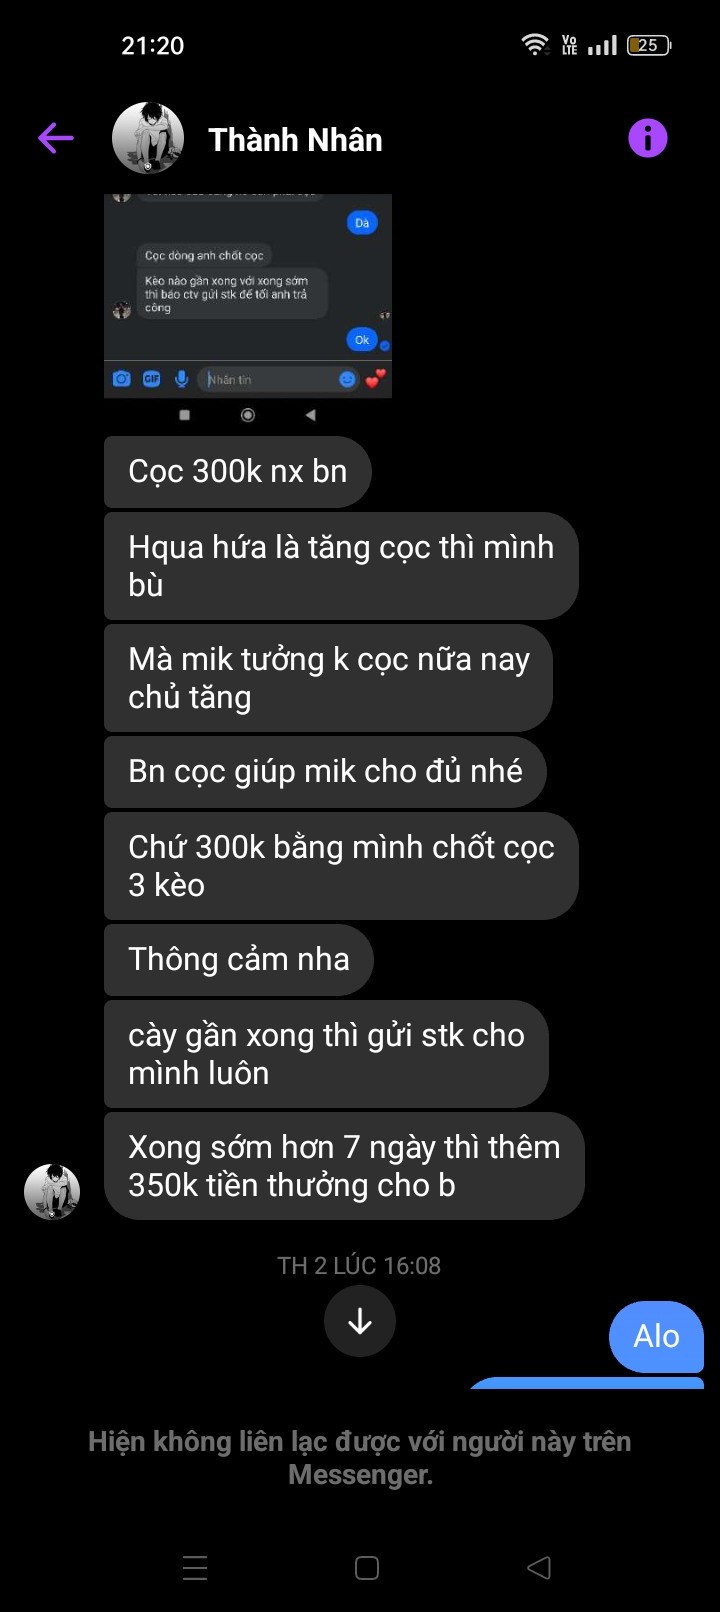 21:20
Vo
LTE
25
Thành Nhân
Dà
Cọc dòng anh chốt cọc
Kèo nào gần xong với xong sớm
thì báo ctv gửi stk để tối anh trả
công
Ok
GIF
Nhắn tin
Cọc 300k nx bn
Hqua hứa là tăng cọc thì mình
bù
Mà mik tưởng k cọc nữa nay
chủ tăng
Bn cọc giúp mik cho đủ nhé
Chứ 300k bằng mình chốt cọc
3 kèo
Thông cảm nha
cày gần xong thì gửi stk cho
mình luôn
Xong sớm hơn 7 ngày thì thêm
350k tiền thưởng cho b
TH 2 LÚC 16:08
Alo
Hiện không liên lạc được với người này trên
Messenger.